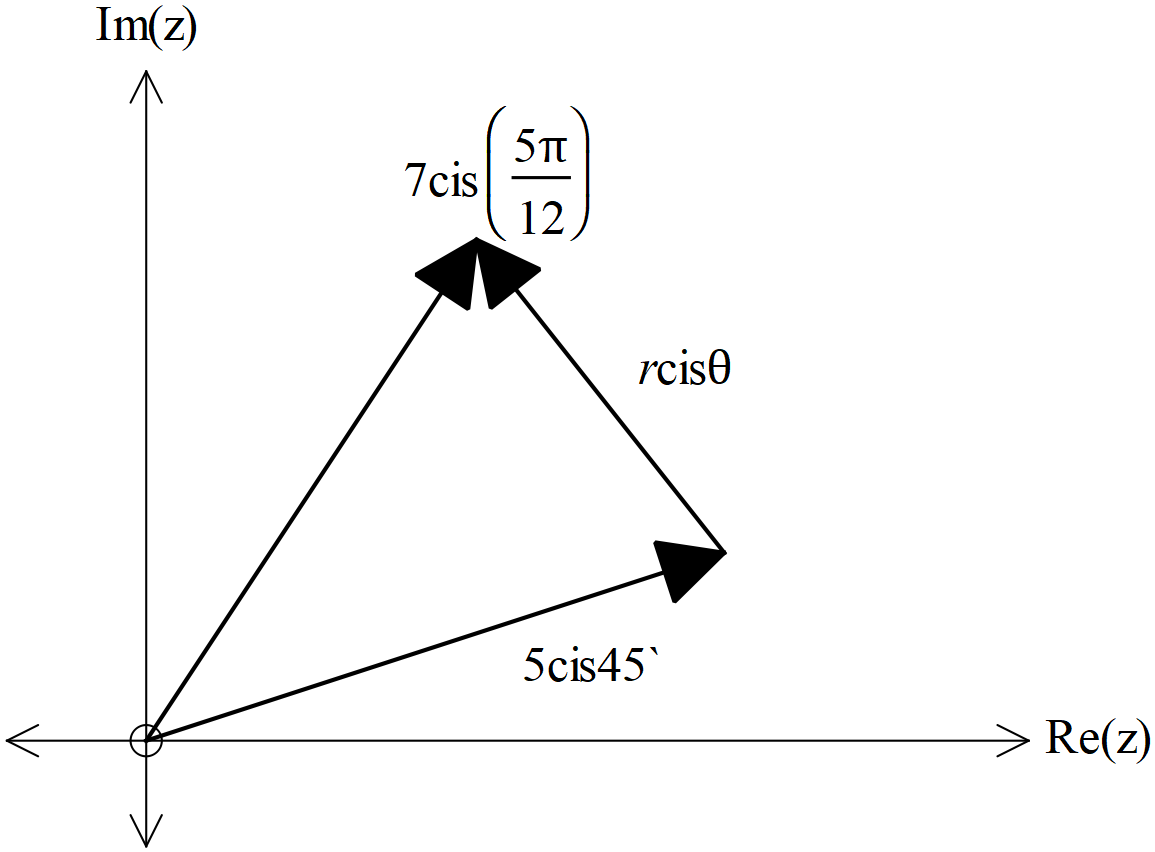 Im(z)
7cis(5π/12)
rcisθ
5cis45`
Re(z)